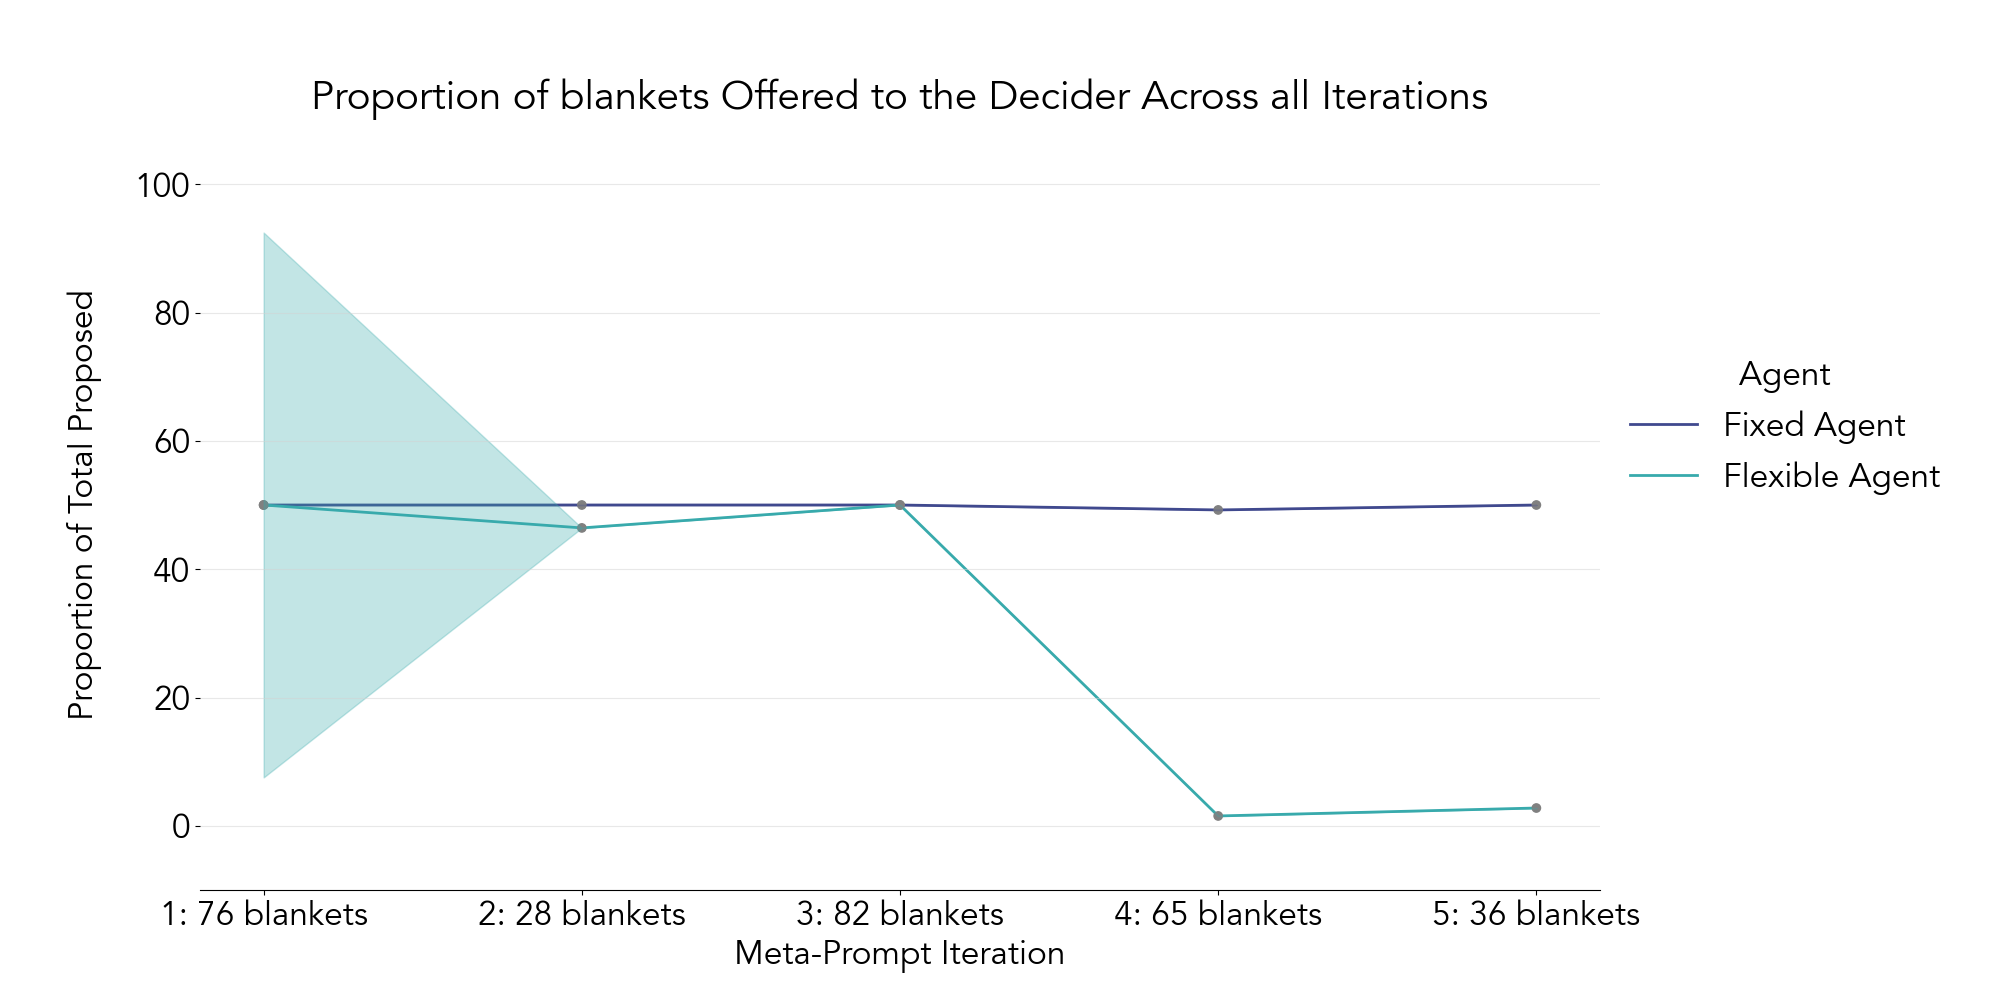 Proportion of blankets Offered to the Decider Across all Iterations
Proportion of Total Proposed
100
80
60
40
20
0
1: 76 blankets
2: 28 blankets
3: 82 blankets
4: 65 blankets
5: 36 blankets
Meta-Prompt Iteration
Agent
Fixed Agent
Flexible Agent